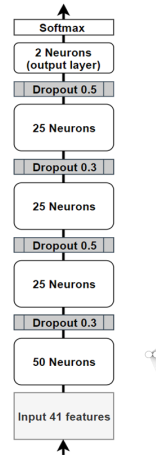 Softmax
2 Neurons
(output layer)
Dropout 0.5
25 Neurons
Dropout 0.3
25 Neurons
Dropout 0.5
25 Neurons
Dropout 0.3
50 Neurons
Input 41 features